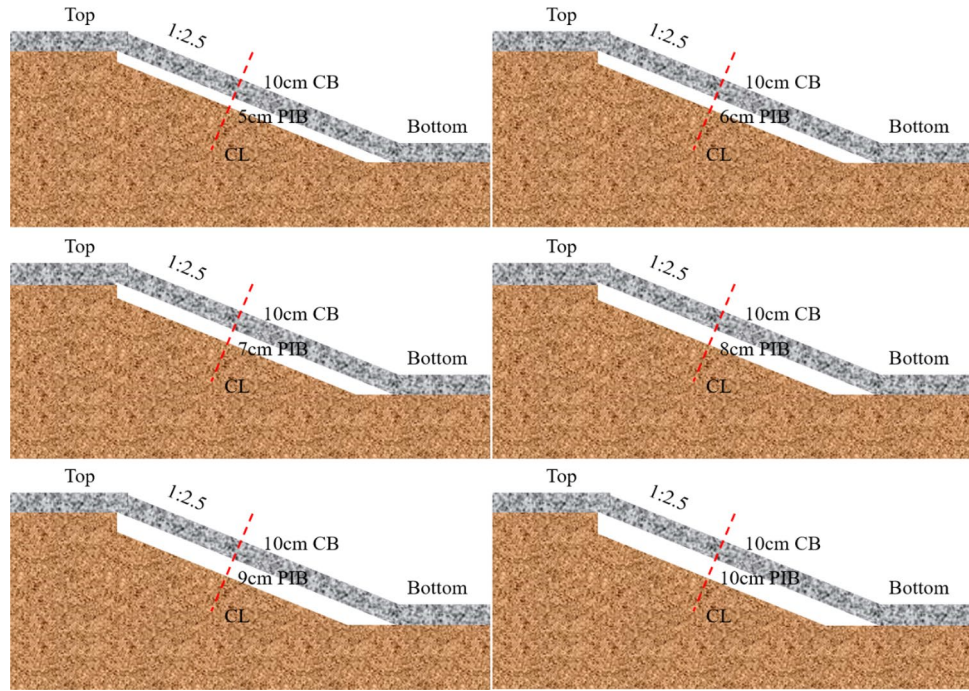 Top
1:2.5
10cm CB
5cm PIB
Bottom
CL
Top
1:2.5
10cm CB
6cm PIB
Bottom
CL
Top
1:2.5
10cm CB
7cm PIB
Bottom
CL
Top
1:2.5
10cm CB
8cm PIB
Bottom
CL
Top
1:2.5
10cm CB
9cm PIB
Bottom
CL
Top
1:2.5
10cm CB
10cm PIB
Bottom
CL